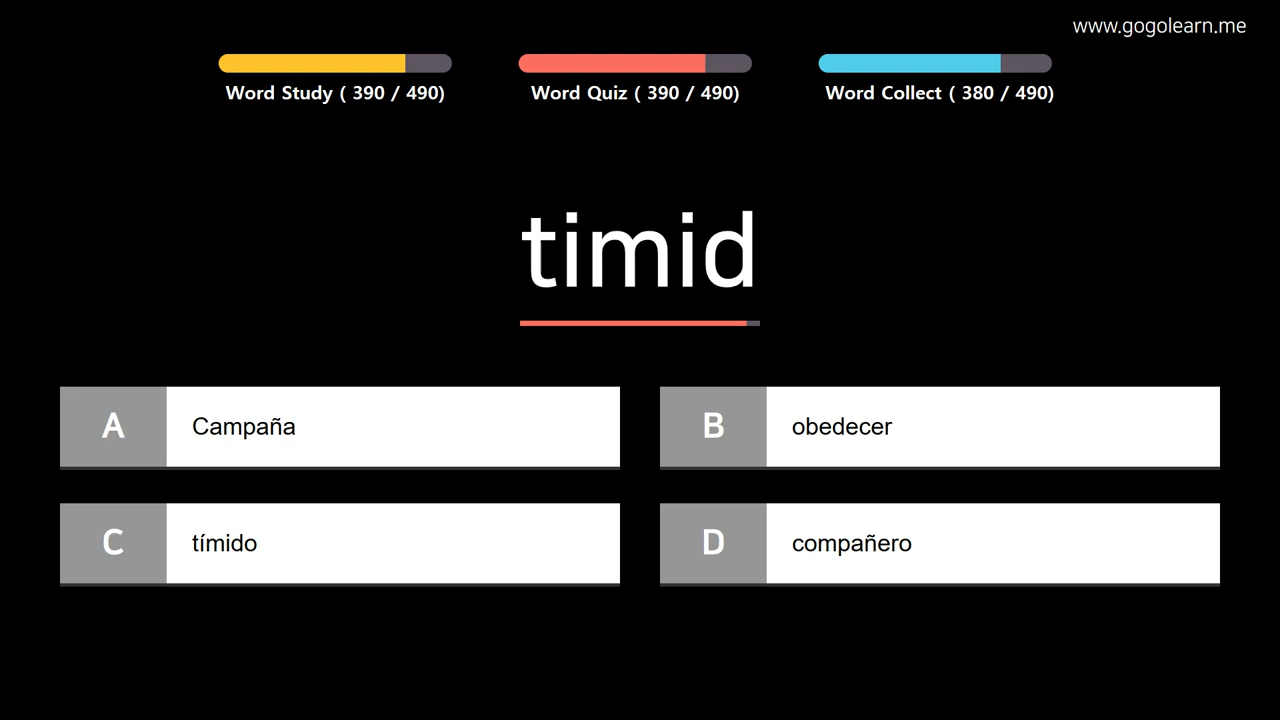 www.gogolearn.me
Word Study ( 390 / 490)
Word Quiz ( 390 / 490)
Word Collect ( 380 / 490)
timid
A Campaña
B obedecer
C tímido
D compañero